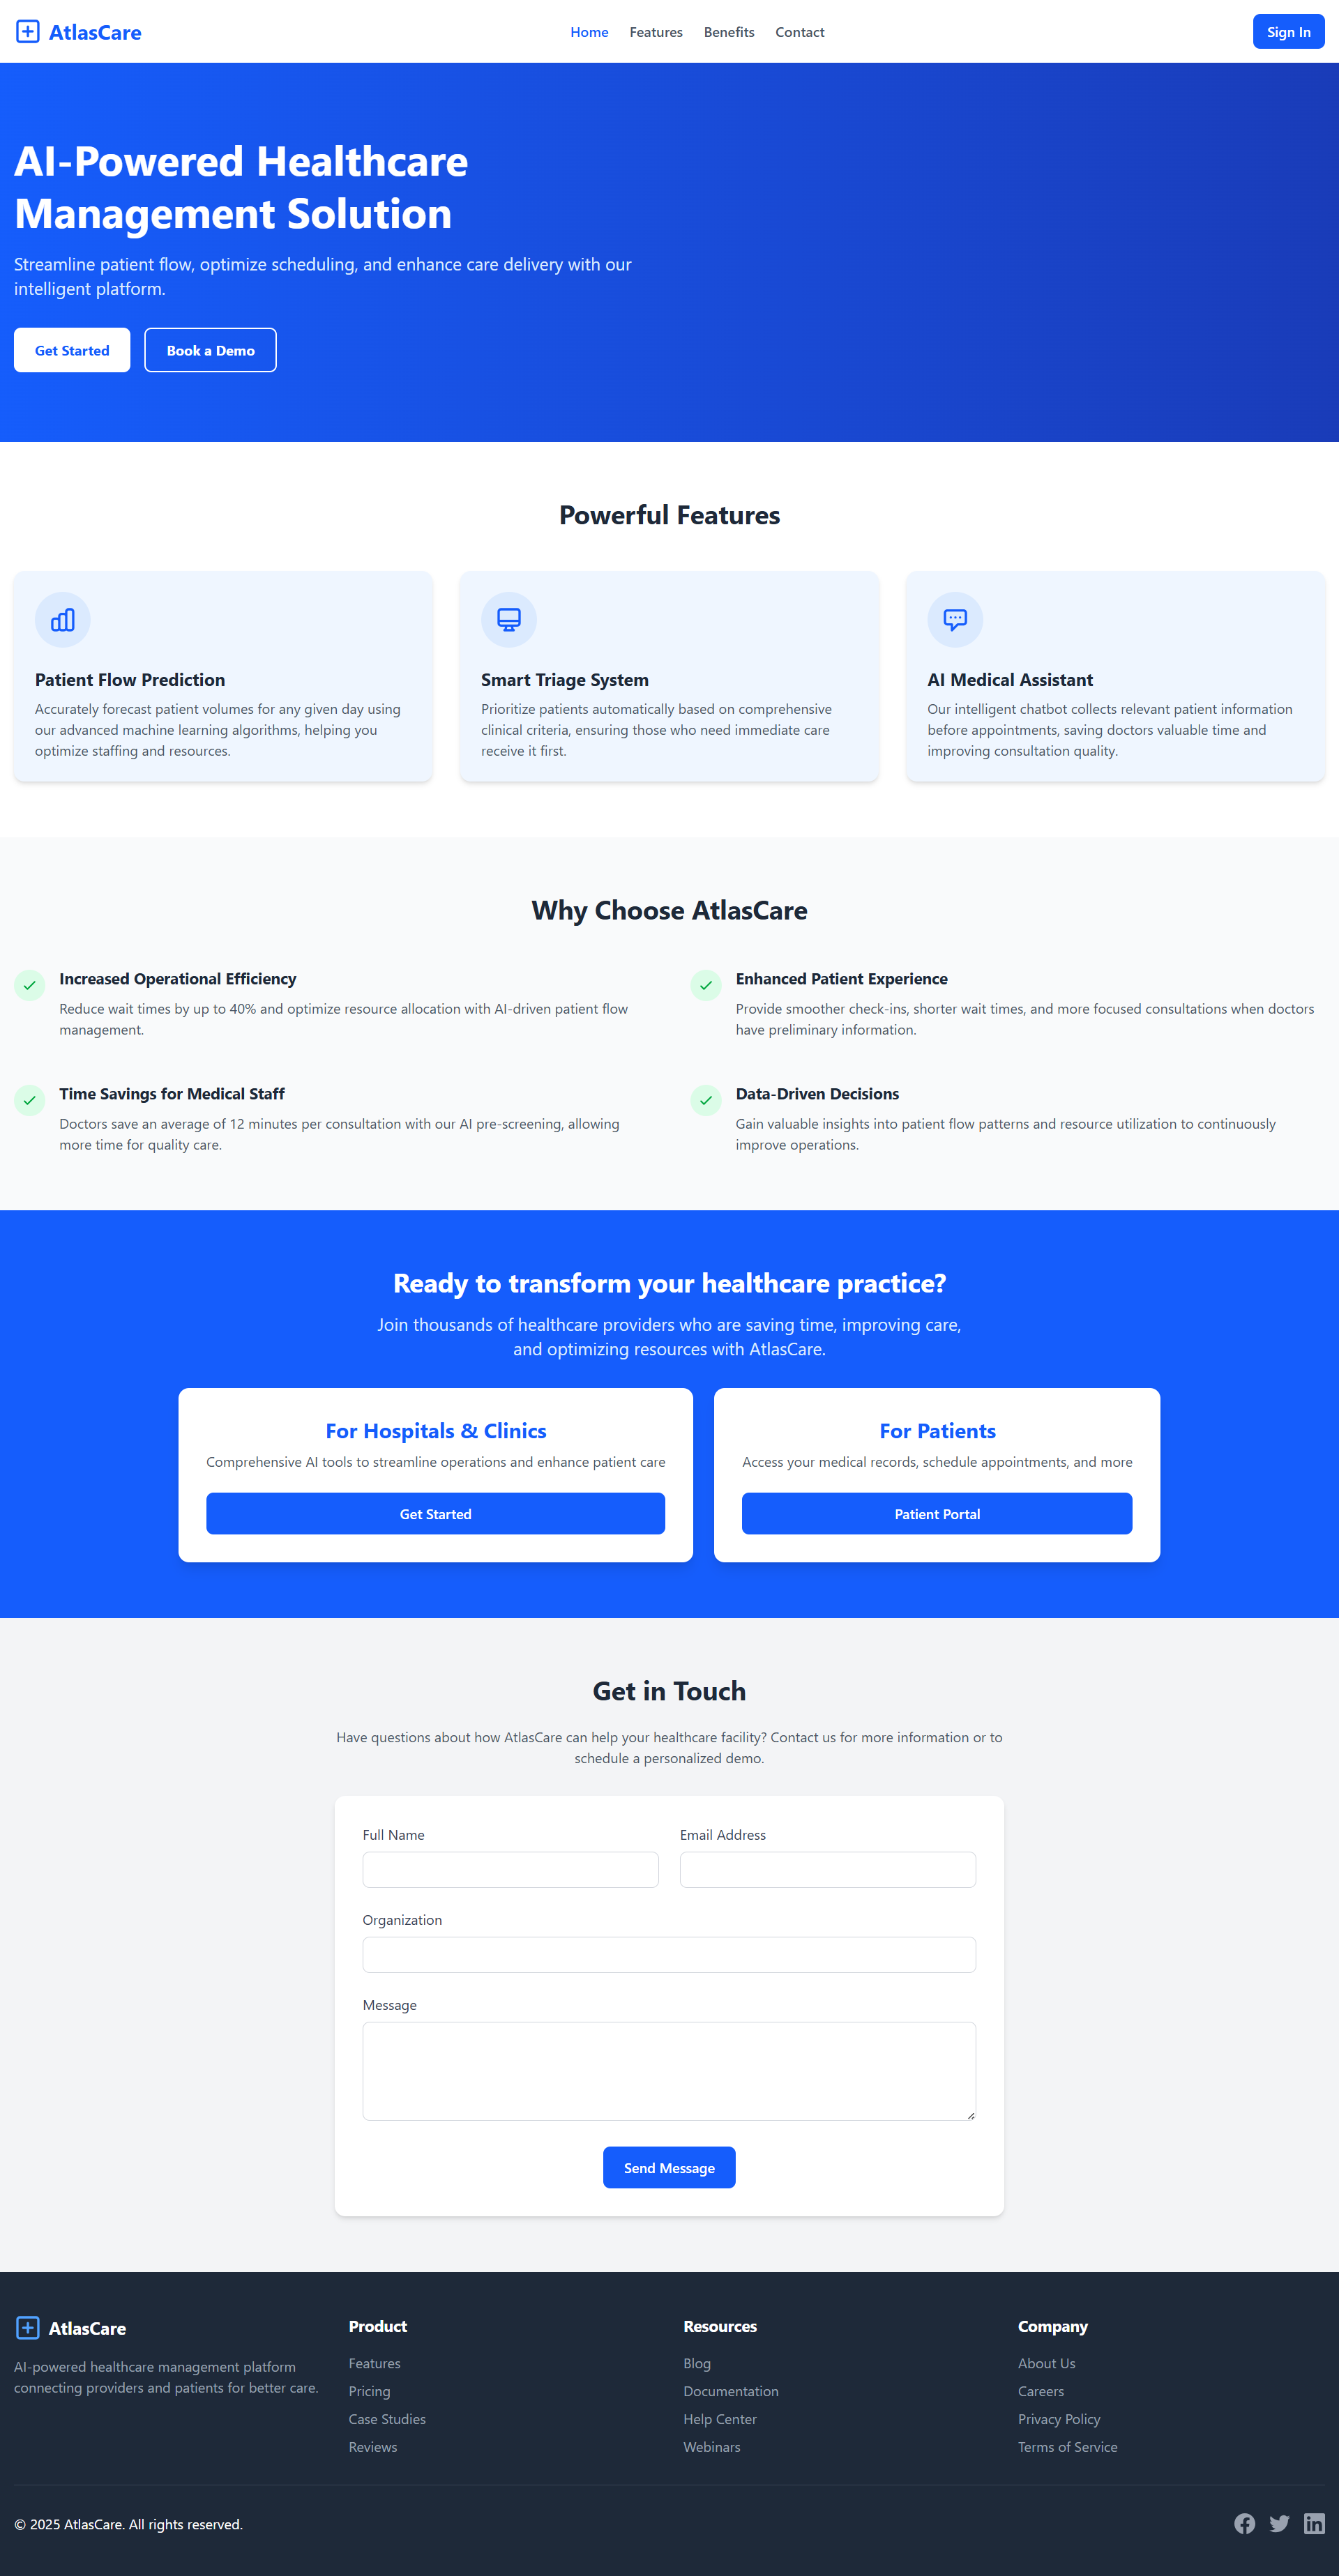 AtlasCare
Home
Features
Benefits
Contact
Sign In
AI-Powered Healthcare
Management Solution
Streamline patient flow, optimize scheduling, and enhance care delivery with our
intelligent platform.
Get Started
Book a Demo
Powerful Features
Patient Flow Prediction
Accurately forecast patient volumes for any given day using
our advanced machine learning algorithms, helping you
optimize staffing and resources.
Smart Triage System
Prioritize patients automatically based on comprehensive
clinical criteria, ensuring those who need immediate care
receive it first.
AI Medical Assistant
Our intelligent chatbot collects relevant patient information
before appointments, saving doctors valuable time and
improving consultation quality.
Why Choose AtlasCare
Increased Operational Efficiency
Reduce wait times by up to 40% and optimize resource allocation with AI-driven patient flow
management.
Enhanced Patient Experience
Provide smoother check-ins, shorter wait times, and more focused consultations when doctors
have preliminary information.
Time Savings for Medical Staff
Doctors save an average of 12 minutes per consultation with our AI pre-screening, allowing
more time for quality care.
Data-Driven Decisions
Gain valuable insights into patient flow patterns and resource utilization to continuously
improve operations.
Ready to transform your healthcare practice?
Join thousands of healthcare providers who are saving time, improving care,
and optimizing resources with AtlasCare.
For Hospitals & Clinics
Comprehensive AI tools to streamline operations and enhance patient care
Get Started
For Patients
Access your medical records, schedule appointments, and more
Patient Portal
Get in Touch
Have questions about how AtlasCare can help your healthcare facility? Contact us for more information or to
schedule a personalized demo.
Full Name
Email Address
Organization
Message
Send Message
AtlasCare
AI-powered healthcare management platform
connecting providers and patients for better care.
Product
Features
Pricing
Case Studies
Reviews
Resources
Blog
Documentation
Help Center
Webinars
Company
About Us
Careers
Privacy Policy
Terms of Service
© 2025 AtlasCare. All rights reserved.